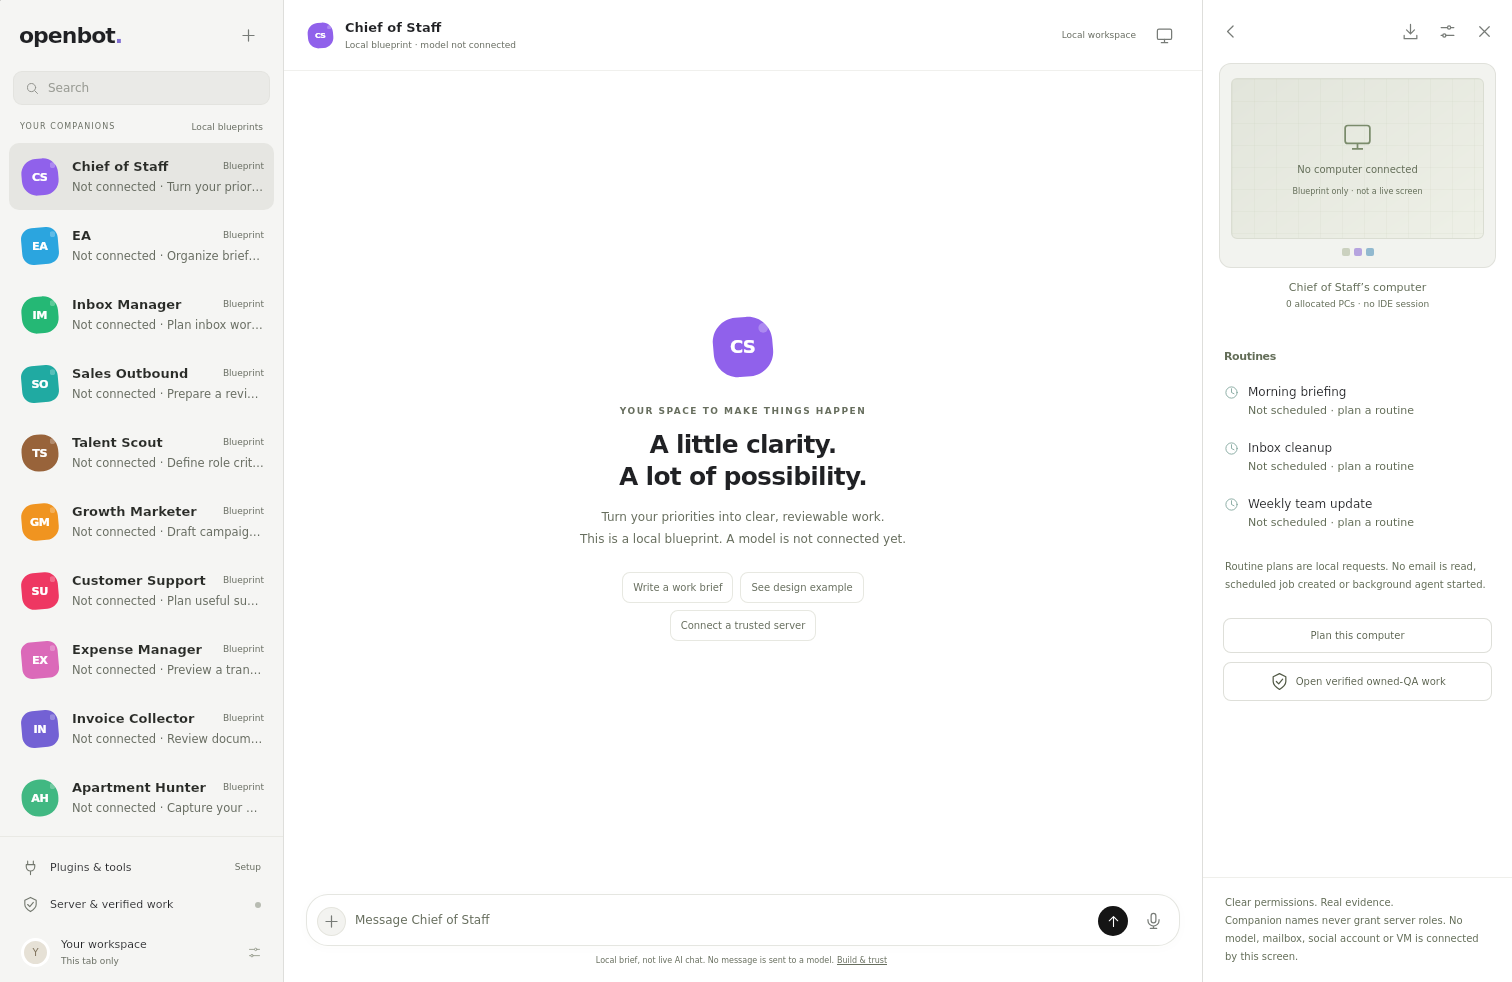 openbot.
Search
YOUR COMPANIONS
Local blueprints
CS
Chief of Staff
Blueprint
Not connected · Turn your prior...
EA
EA
Blueprint
Not connected · Organize brief...
IM
Inbox Manager
Blueprint
Not connected · Plan inbox wor...
SO
Sales Outbound
Blueprint
Not connected · Prepare a revi...
TS
Talent Scout
Blueprint
Not connected · Define role crit...
GM
Growth Marketer
Blueprint
Not connected · Draft campaig...
SU
Customer Support
Blueprint
Not connected · Plan useful su...
EX
Expense Manager
Blueprint
Not connected · Preview a tran...
IN
Invoice Collector
Blueprint
Not connected · Review docum...
AH
Apartment Hunter
Blueprint
Not connected · Capture your ...
Plugins & tools
Setup
Server & verified work
Y
Your workspace
This tab only
CS
Chief of Staff
Local blueprint · model not connected
Local workspace
CS
YOUR SPACE TO MAKE THINGS HAPPEN
A little clarity.
A lot of possibility.
Turn your priorities into clear, reviewable work.
This is a local blueprint. A model is not connected yet.
Write a work brief
See design example
Connect a trusted server
Message Chief of Staff
Local brief, not live AI chat. No message is sent to a model. Build & trust
No computer connected
Blueprint only · not a live screen
Chief of Staff’s computer
0 allocated PCs · no IDE session
Routines
Morning briefing
Not scheduled · plan a routine
Inbox cleanup
Not scheduled · plan a routine
Weekly team update
Not scheduled · plan a routine
Routine plans are local requests. No email is read,
scheduled job created or background agent started.
Plan this computer
Open verified owned-QA work
Clear permissions. Real evidence.
Companion names never grant server roles. No
model, mailbox, social account or VM is connected
by this screen.